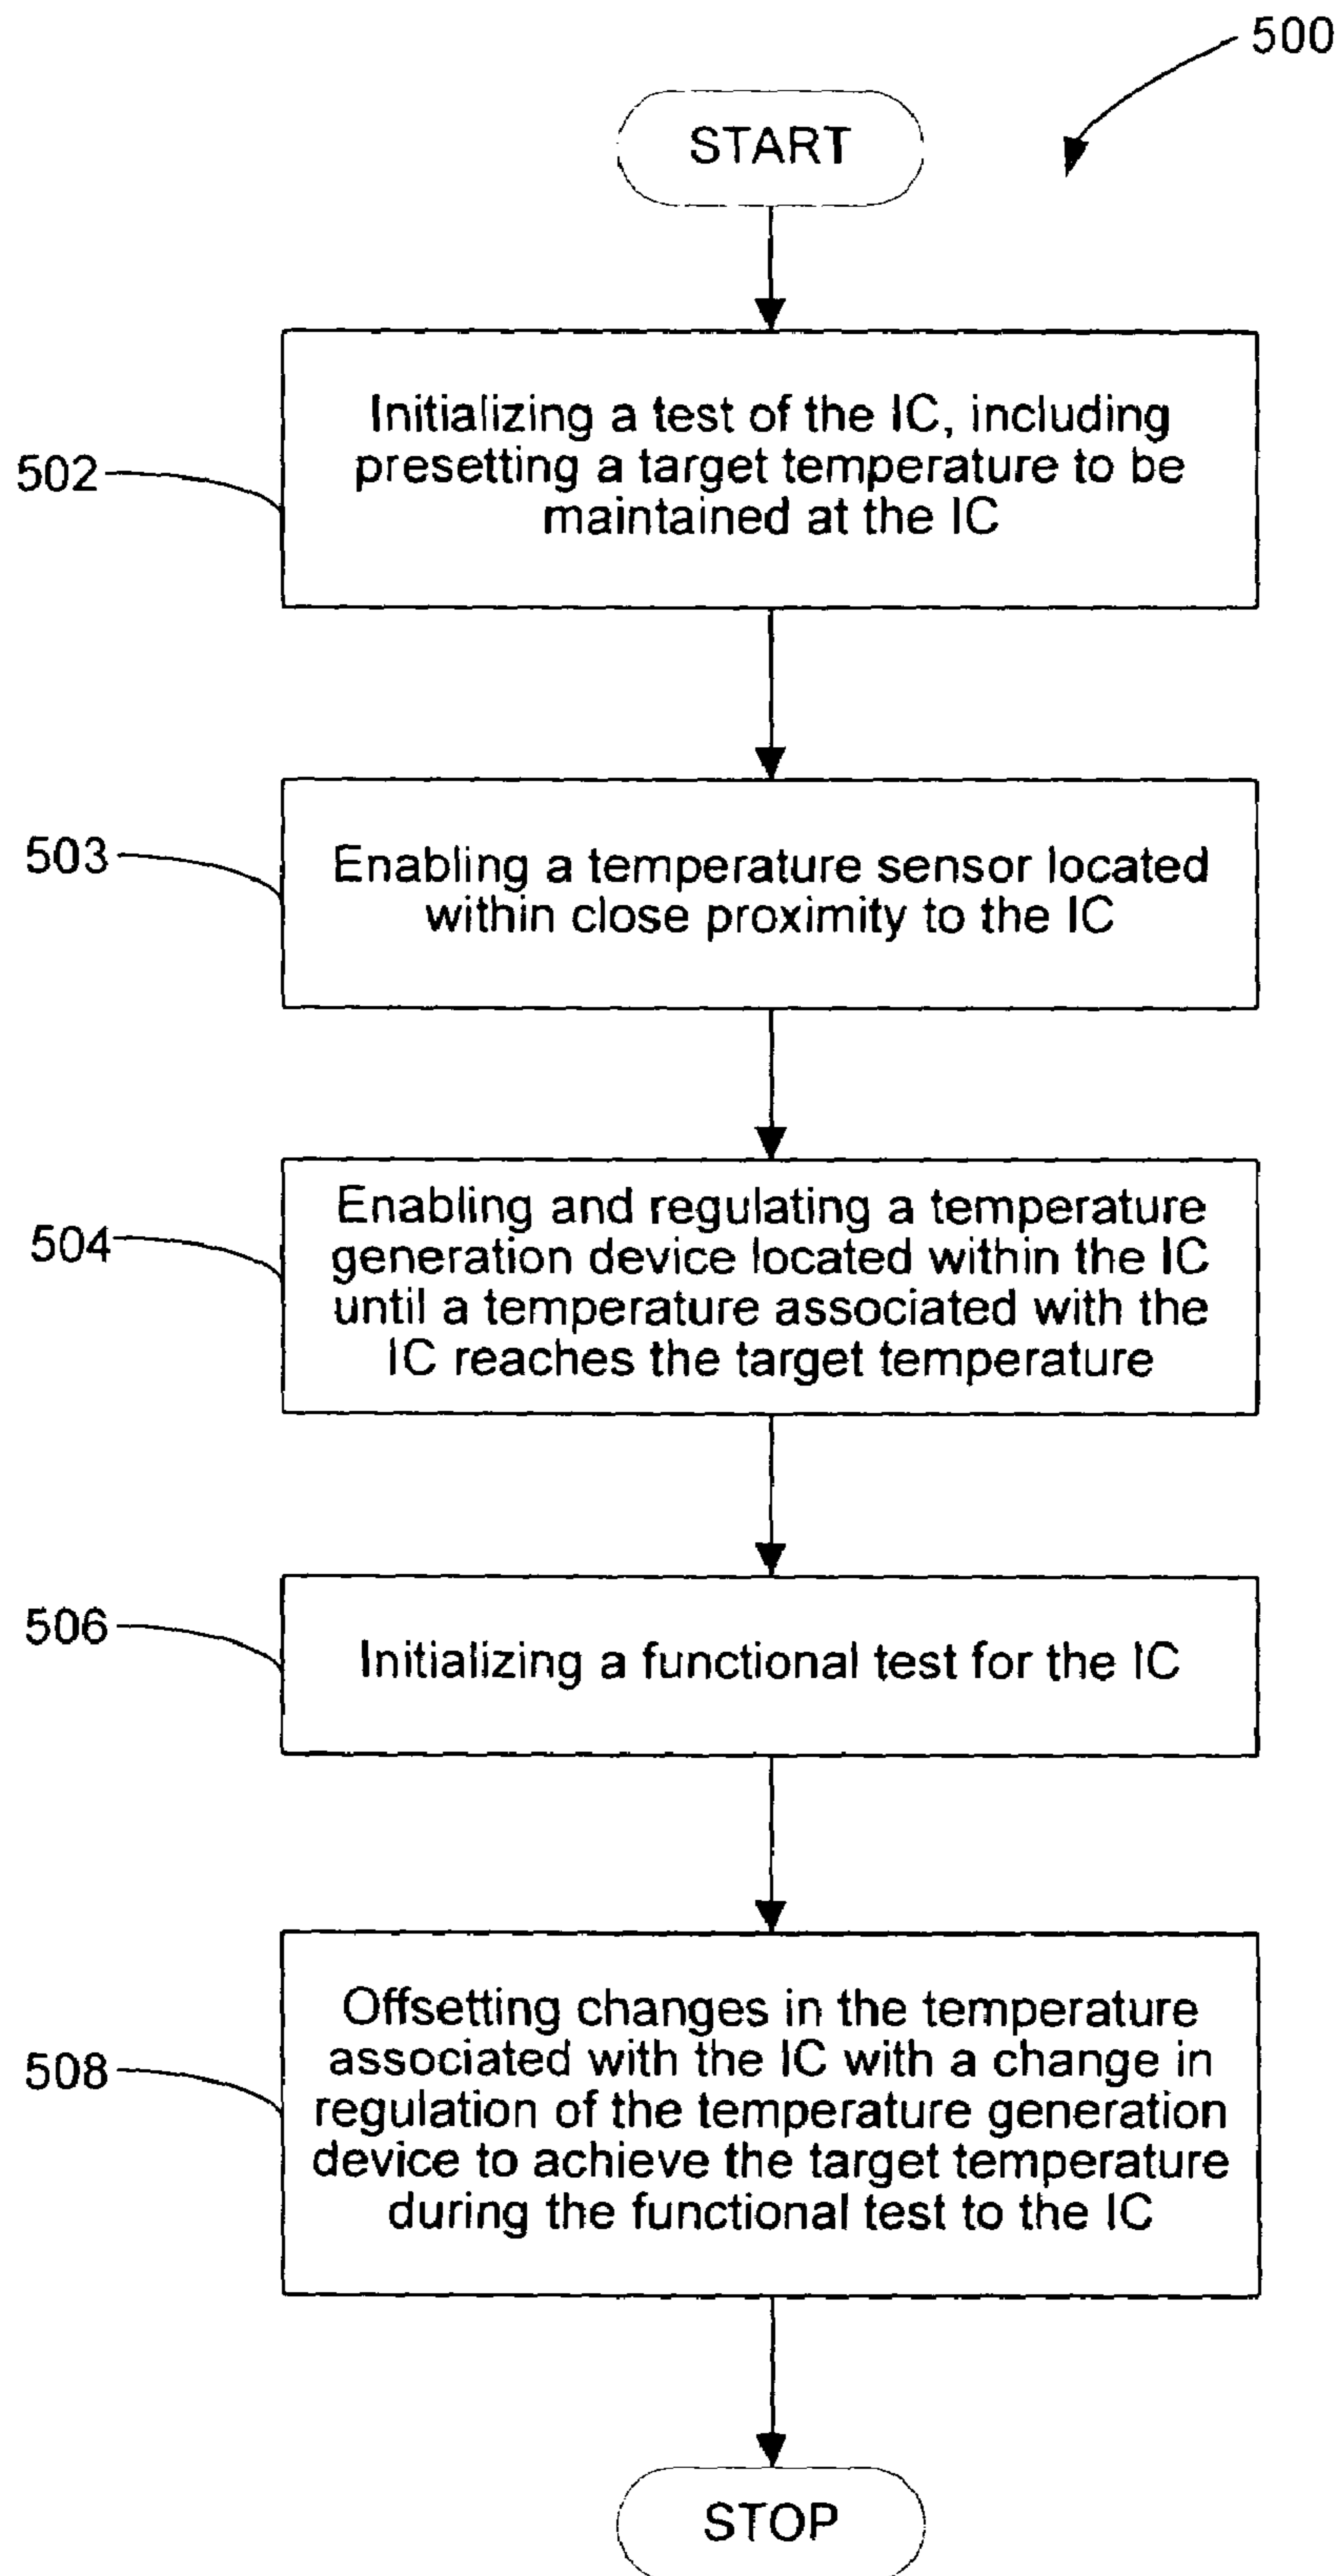 500
START
502
Initializing a test of the IC, including
presetting a target temperature to be
maintained at the IC
503
Enabling a temperature sensor located
within close proximity to the IC
504
Enabling and regulating a temperature
generation device located within the IC
until a temperature associated with the
IC reaches the target temperature
506
Initializing a functional test for the IC
508
Offsetting changes in the temperature
associated with the IC with a change in
regulation of the temperature generation
device to achieve the target temperature
during the functional test to the IC
STOP